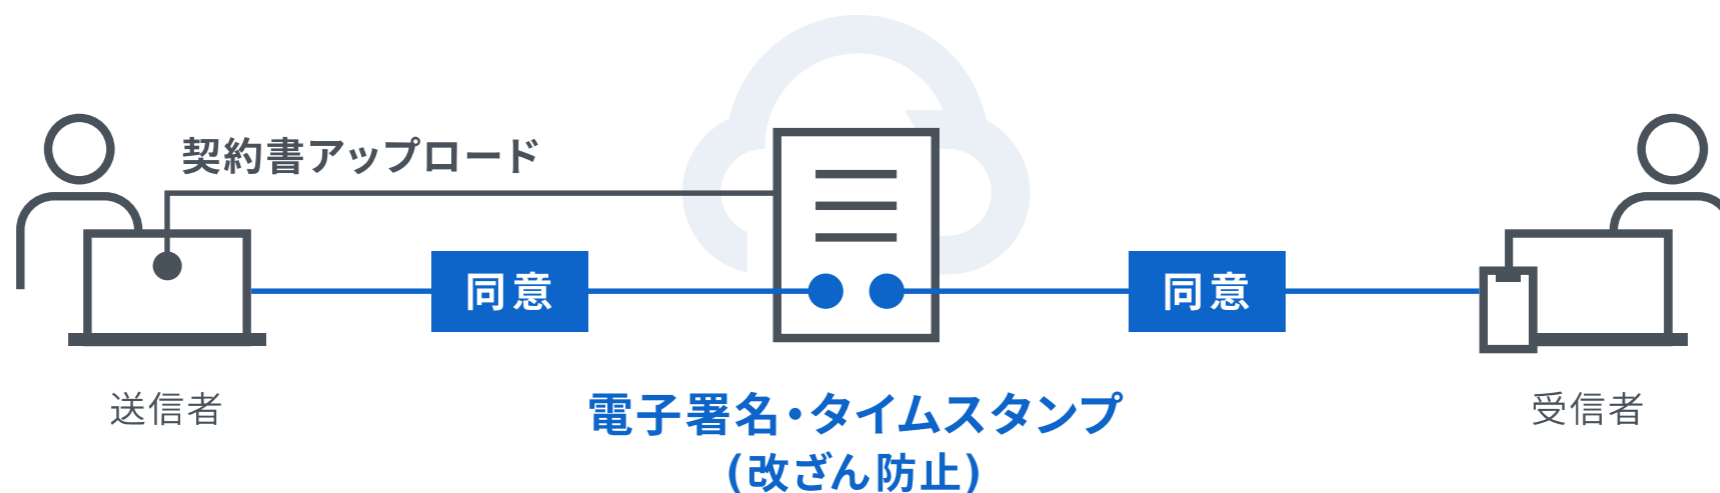 契約書アップロード
同意
同意
送信者
電子署名・タイムスタンプ
(改ざん防止)
受信者